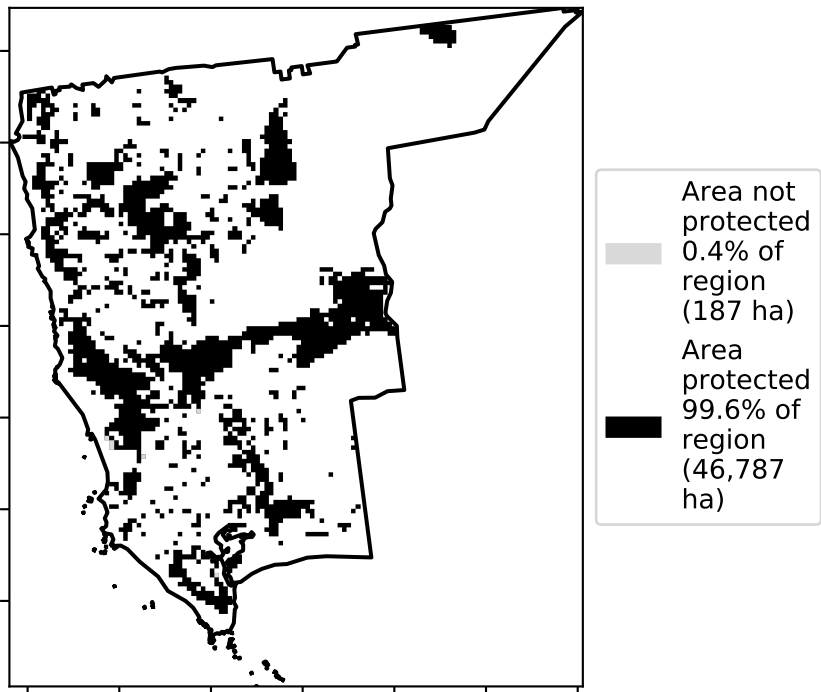 Area not
protected
0.4% of
region
(187 ha)
Area
protected
99.6% of
region
(46,787
ha)